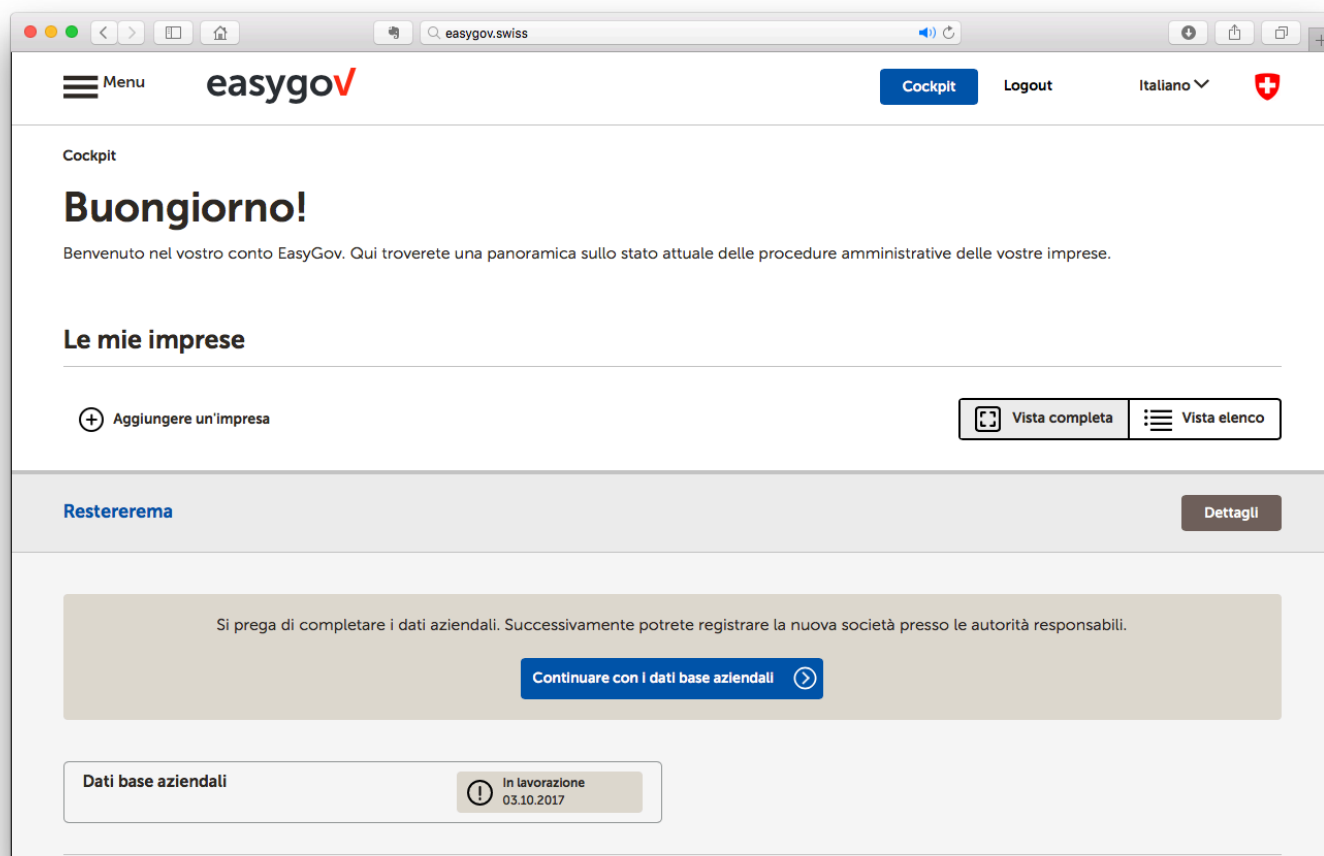 easygov.swiss
Menu
easygov
Cockpit
Logout
Italiano
Cockpit
Buongiorno!
Benvenuto nel vostro conto EasyGov. Qui troverete una panoramica sullo stato attuale delle procedure amministrative delle vostre imprese.
Le mie imprese
Aggiungere un'impresa
Vista completa
Vista elenco
Restererema
Dettagli
Si prega di completare i dati aziendali. Successivamente potrete registrare la nuova società presso le autorità responsabili.
Continuare con i dati base aziendali
Dati base aziendali
In lavorazione
03.10.2017